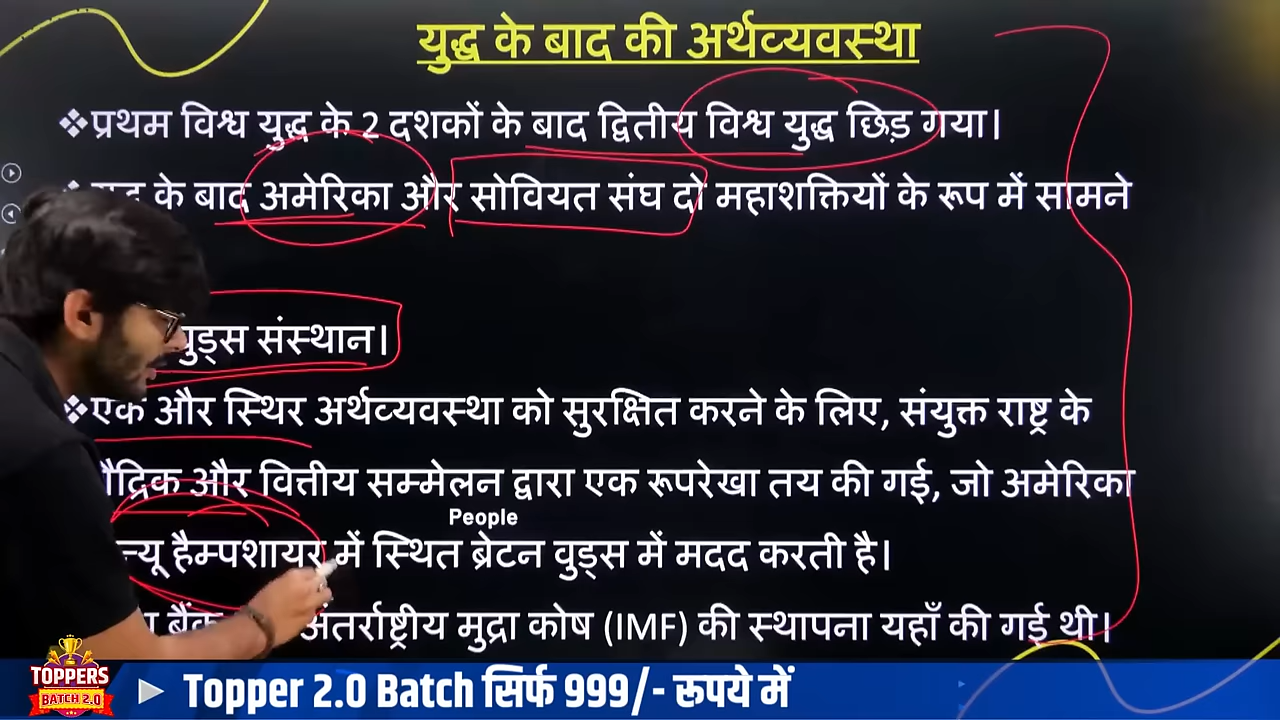 युद्ध के बाद की अर्थव्यवस्था
❖प्रथम विश्व युद्ध के 2 दशकों के बाद द्वितीय विश्व युद्ध छिड़ गया।
के बाद अमेरिका और सोवियत संघ दो महाशक्तियों के रूप में सामने
वुड्स संस्थान।
❖एक और स्थिर अर्थव्यवस्था को सुरक्षित करने के लिए, संयुक्त राष्ट्र के
मौद्रिक और वित्तीय सम्मेलन द्वारा एक रूपरेखा तय की गई, जो अमेरिका
People
न्यू हैम्पशायर में स्थित ब्रेटन वुड्स में मदद करती है।
बैंक अंतर्राष्ट्रीय मुद्रा कोष (IMF) की स्थापना यहाँ की गई थी।
TOPPERS
BATCH 2.0
Topper 2.0 Batch सिर्फ 999/- रूपये में